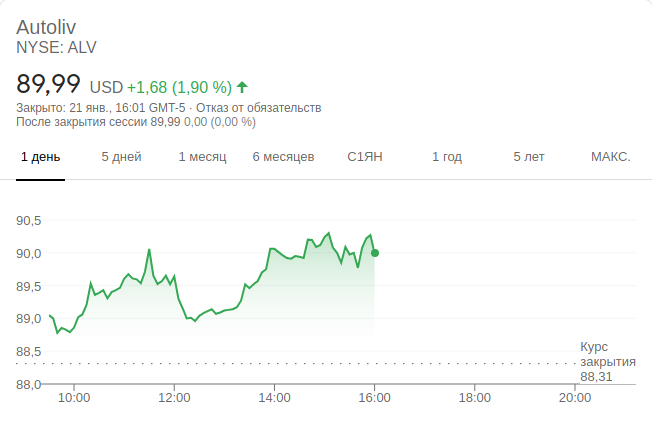 Autoliv
NYSE: ALV
89,99 USD +1,68 (1,90 %)
Закрыто: 21 янв., 16:01 GMT-5 · Отказ от обязательств
После закрытия сессии 89,99 0,00 (0,00 %)
1 день 5 дней 1 месяц 6 месяцев С1ЯН 1 год 5 лет МАКС.
90,5
90,0
89,5
89,0
88,5
88,0
Курс
закрытия
88,31
10:00 12:00 14:00 16:00 18:00 20:00